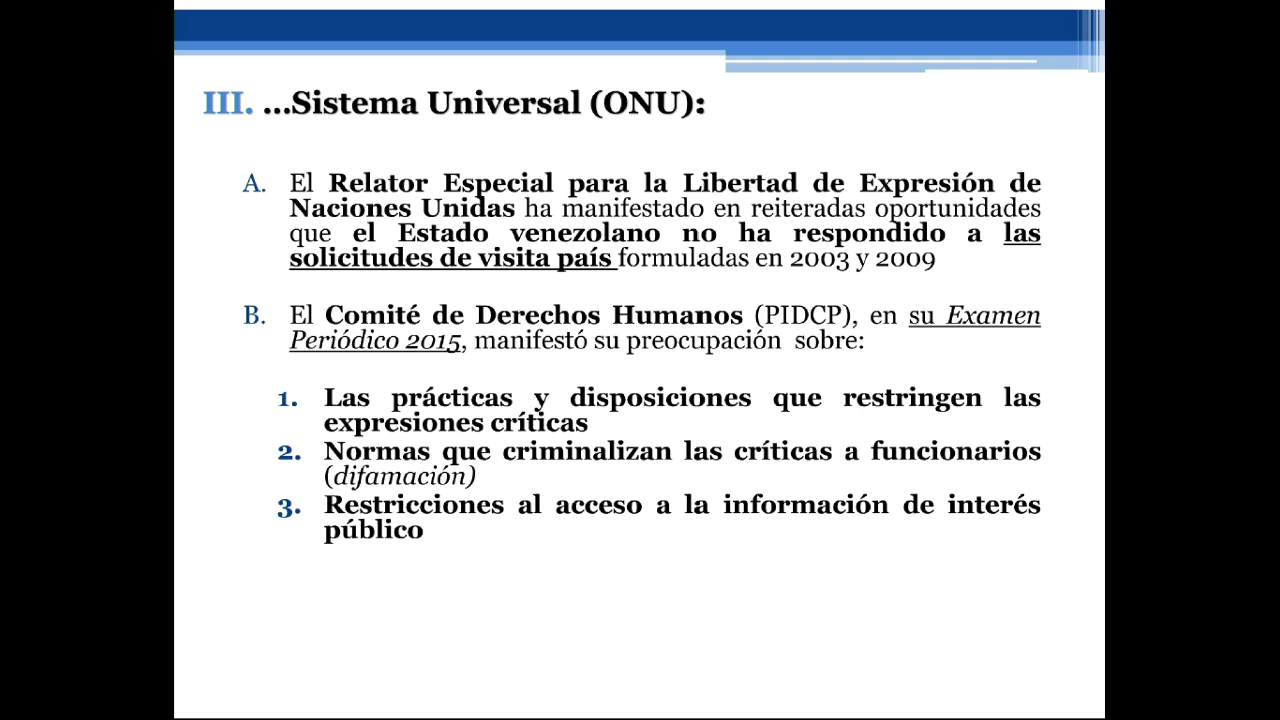 III. …Sistema Universal (ONU):
A. El Relator Especial para la Libertad de Expresión de
Naciones Unidas ha manifestado en reiteradas oportunidades
que el Estado venezolano no ha respondido a las
solicitudes de visita país formuladas en 2003 y 2009
B. El Comité de Derechos Humanos (PIDCP), en su Examen
Periódico 2015, manifestó su preocupación sobre:
1. Las prácticas y disposiciones que restringen las
expresiones críticas
2. Normas que criminalizan las críticas a funcionarios
(difamación)
3. Restricciones al acceso a la información de interés
público